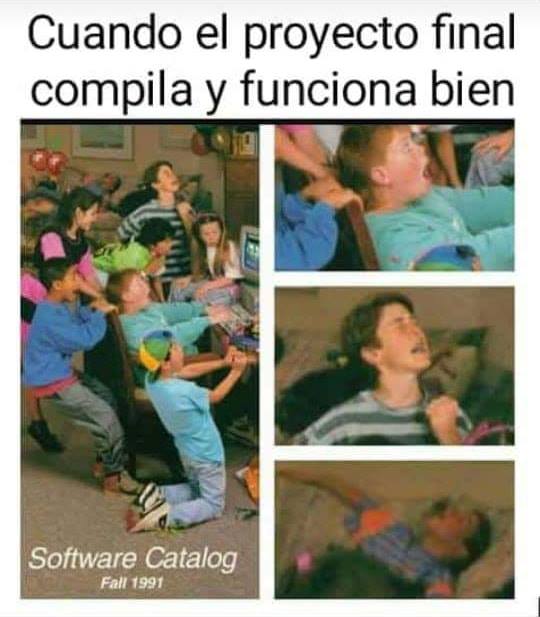 Cuando el proyecto final
compila y funciona bien
Software Catalog
Fall 1991